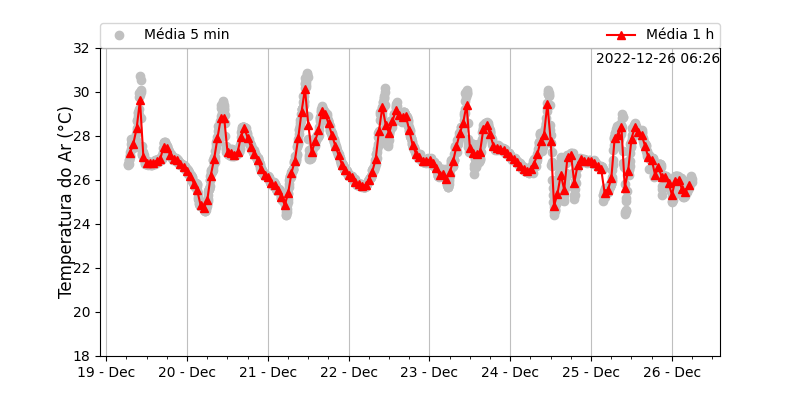 Média 5 min
Média 1 h
2022-12-26 06:26
Temperatura do Ar (°C)
32
30
28
26
24
22
20
18
19 - Dec
20 - Dec
21 - Dec
22 - Dec
23 - Dec
24 - Dec
25 - Dec
26 - Dec